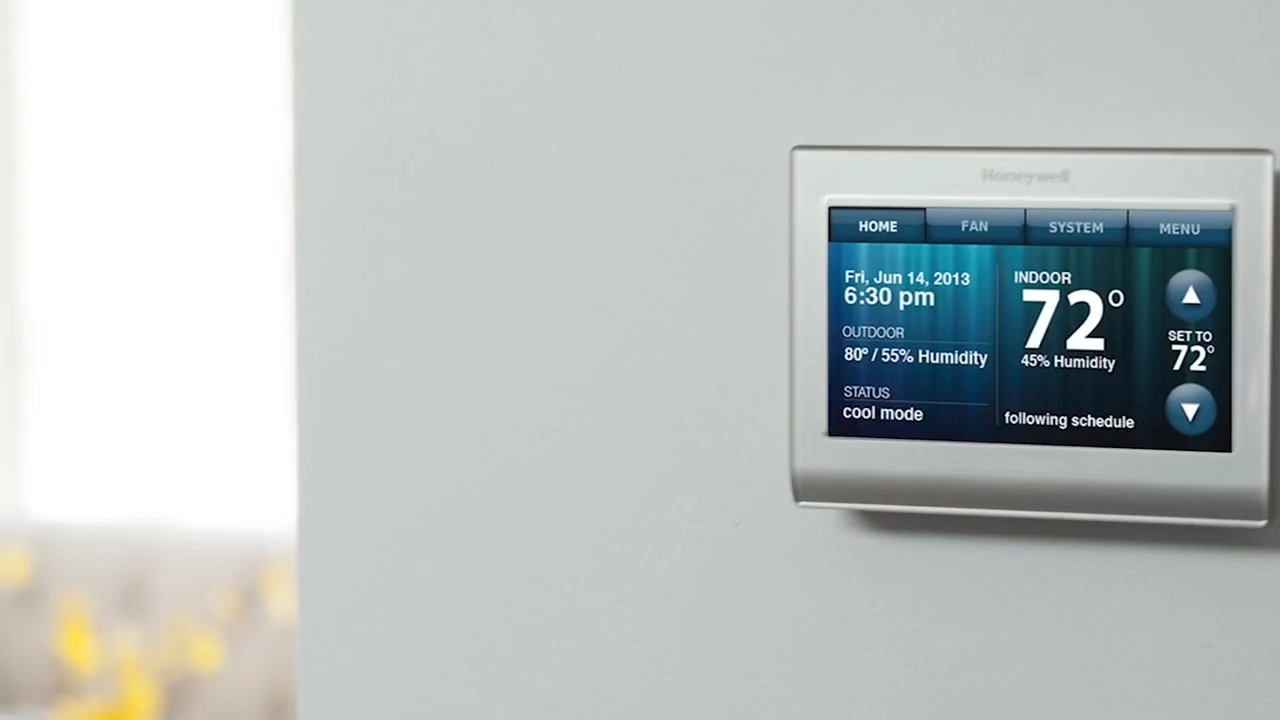 Honeywell
HOME FAN SYSTEM MENU
Fri, Jun 14, 2013
6:30 pm
OUTDOOR
80° / 55% Humidity
STATUS
cool mode
INDOOR
72°
45% Humidity
following schedule
SET TO
72°